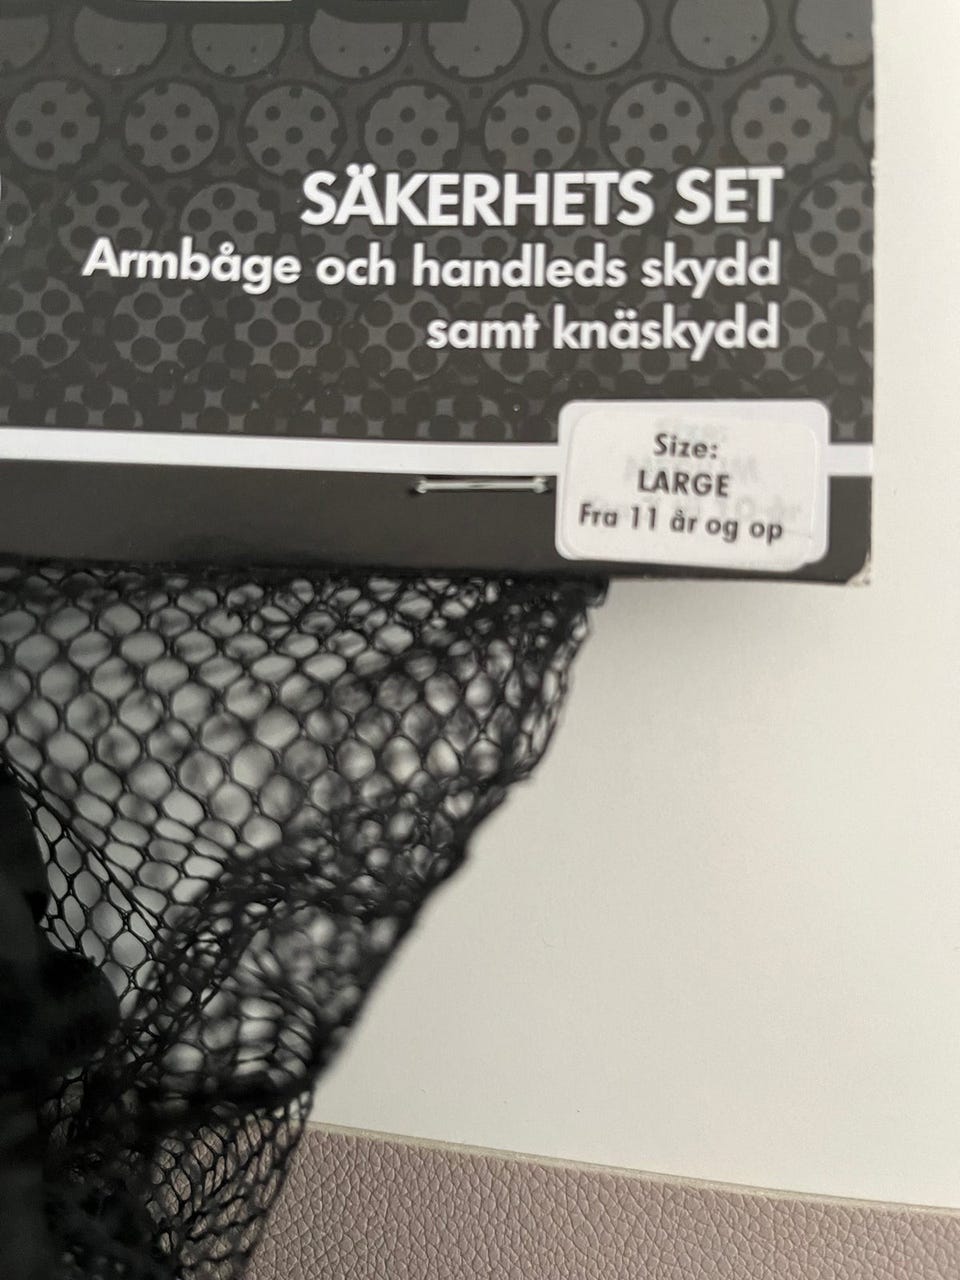 SÄKERHETS SET
Armbåge och handleds skydd
samt knäskydd
Size:
LARGE
Fra 11 år og op